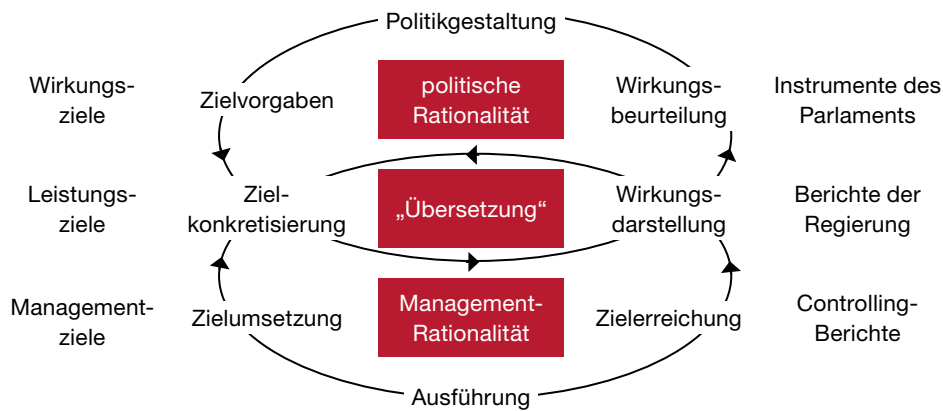 Politikgestaltung
Wirkungs-
ziele
Zielvorgaben
politische
Rationalität
Wirkungs-
beurteilung
Instrumente des
Parlaments
Leistungs-
ziele
Ziel-
konkretisierung
„Übersetzung“
Wirkungs-
darstellung
Berichte der
Regierung
Management-
ziele
Zielumsetzung
Management-
Rationalität
Zielerreichung
Controlling-
Berichte
Ausführung